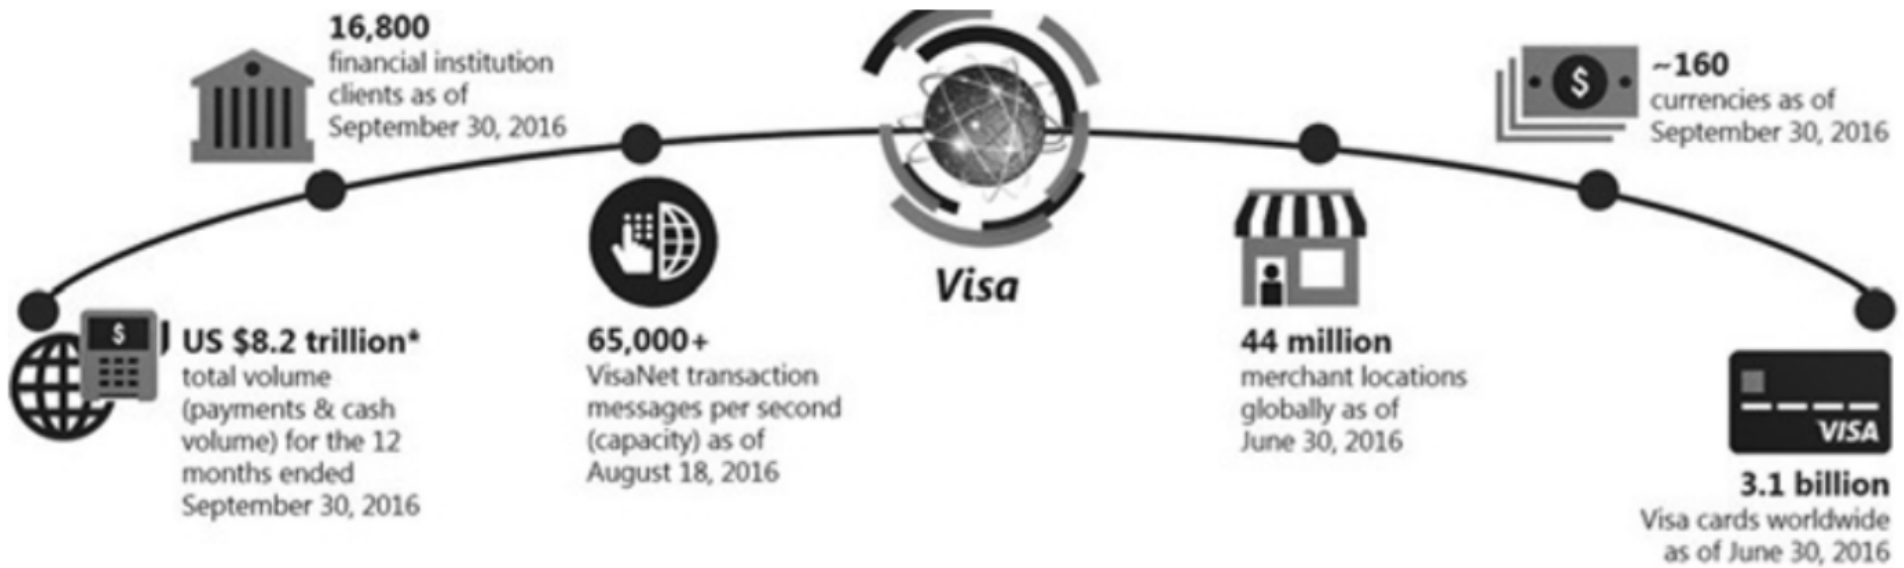 16,800
financial institution
clients as of
September 30, 2016
$
~160
currencies as of
September 30, 2016
Visa
$
US $8.2 trillion*
total volume
(payments & cash
volume) for the 12
months ended
September 30, 2016
65,000+
VisaNet transaction
messages per second
(capacity) as of
August 18, 2016
44 million
merchant locations
globally as of
June 30, 2016
VISA
3.1 billion
Visa cards worldwide
as of June 30, 2016